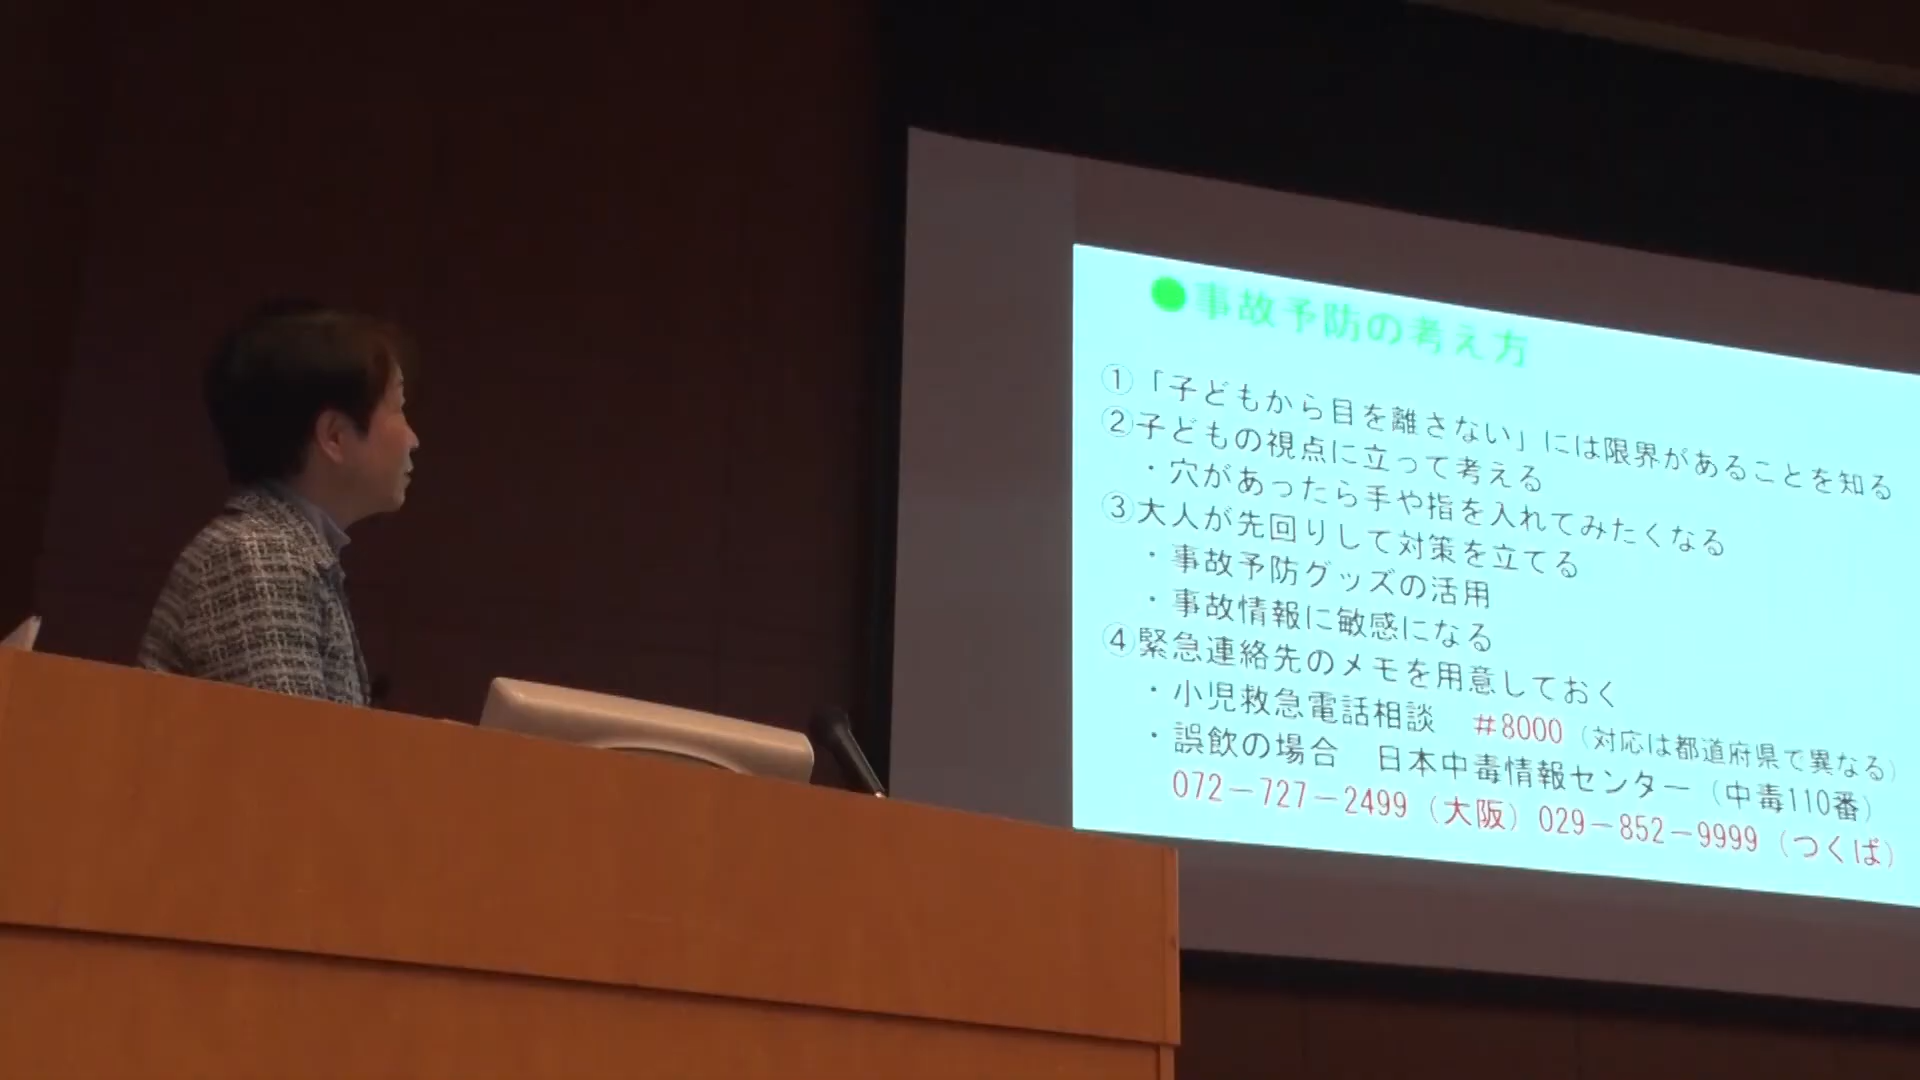 ●事故予防の考え方
①「子どもから目を離さない」には限界があることを知る
②子どもの視点に立って考える
・穴があったら手や指を入れてみたくなる
③大人が先回りして対策を立てる
・事故予防グッズの活用
・事故情報に敏感になる
④緊急連絡先のメモを用意しておく
・小児救急電話相談　＃8000（対応は都道府県で異なる）
・誤飲の場合　日本中毒情報センター（中毒110番）
072－727－2499（大阪）029－852－9999（つくば）